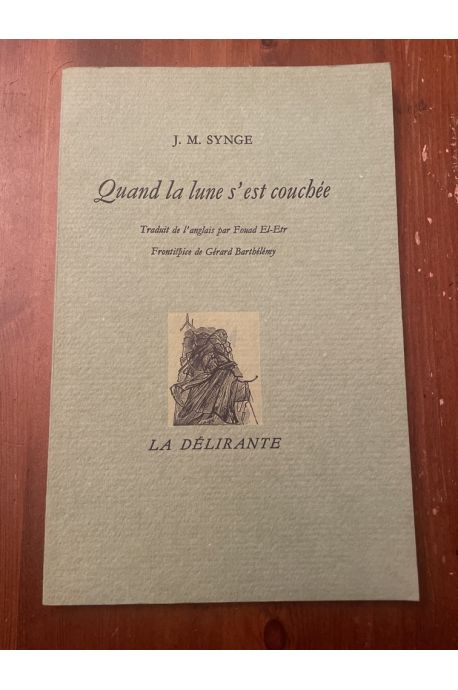 J. M. SYNGE
Quand la lune s'est couchée
Traduit de l'anglais par Fouad El-Etr
Frontispice de Gérard Barthélémy
LA DÉLIRANTE